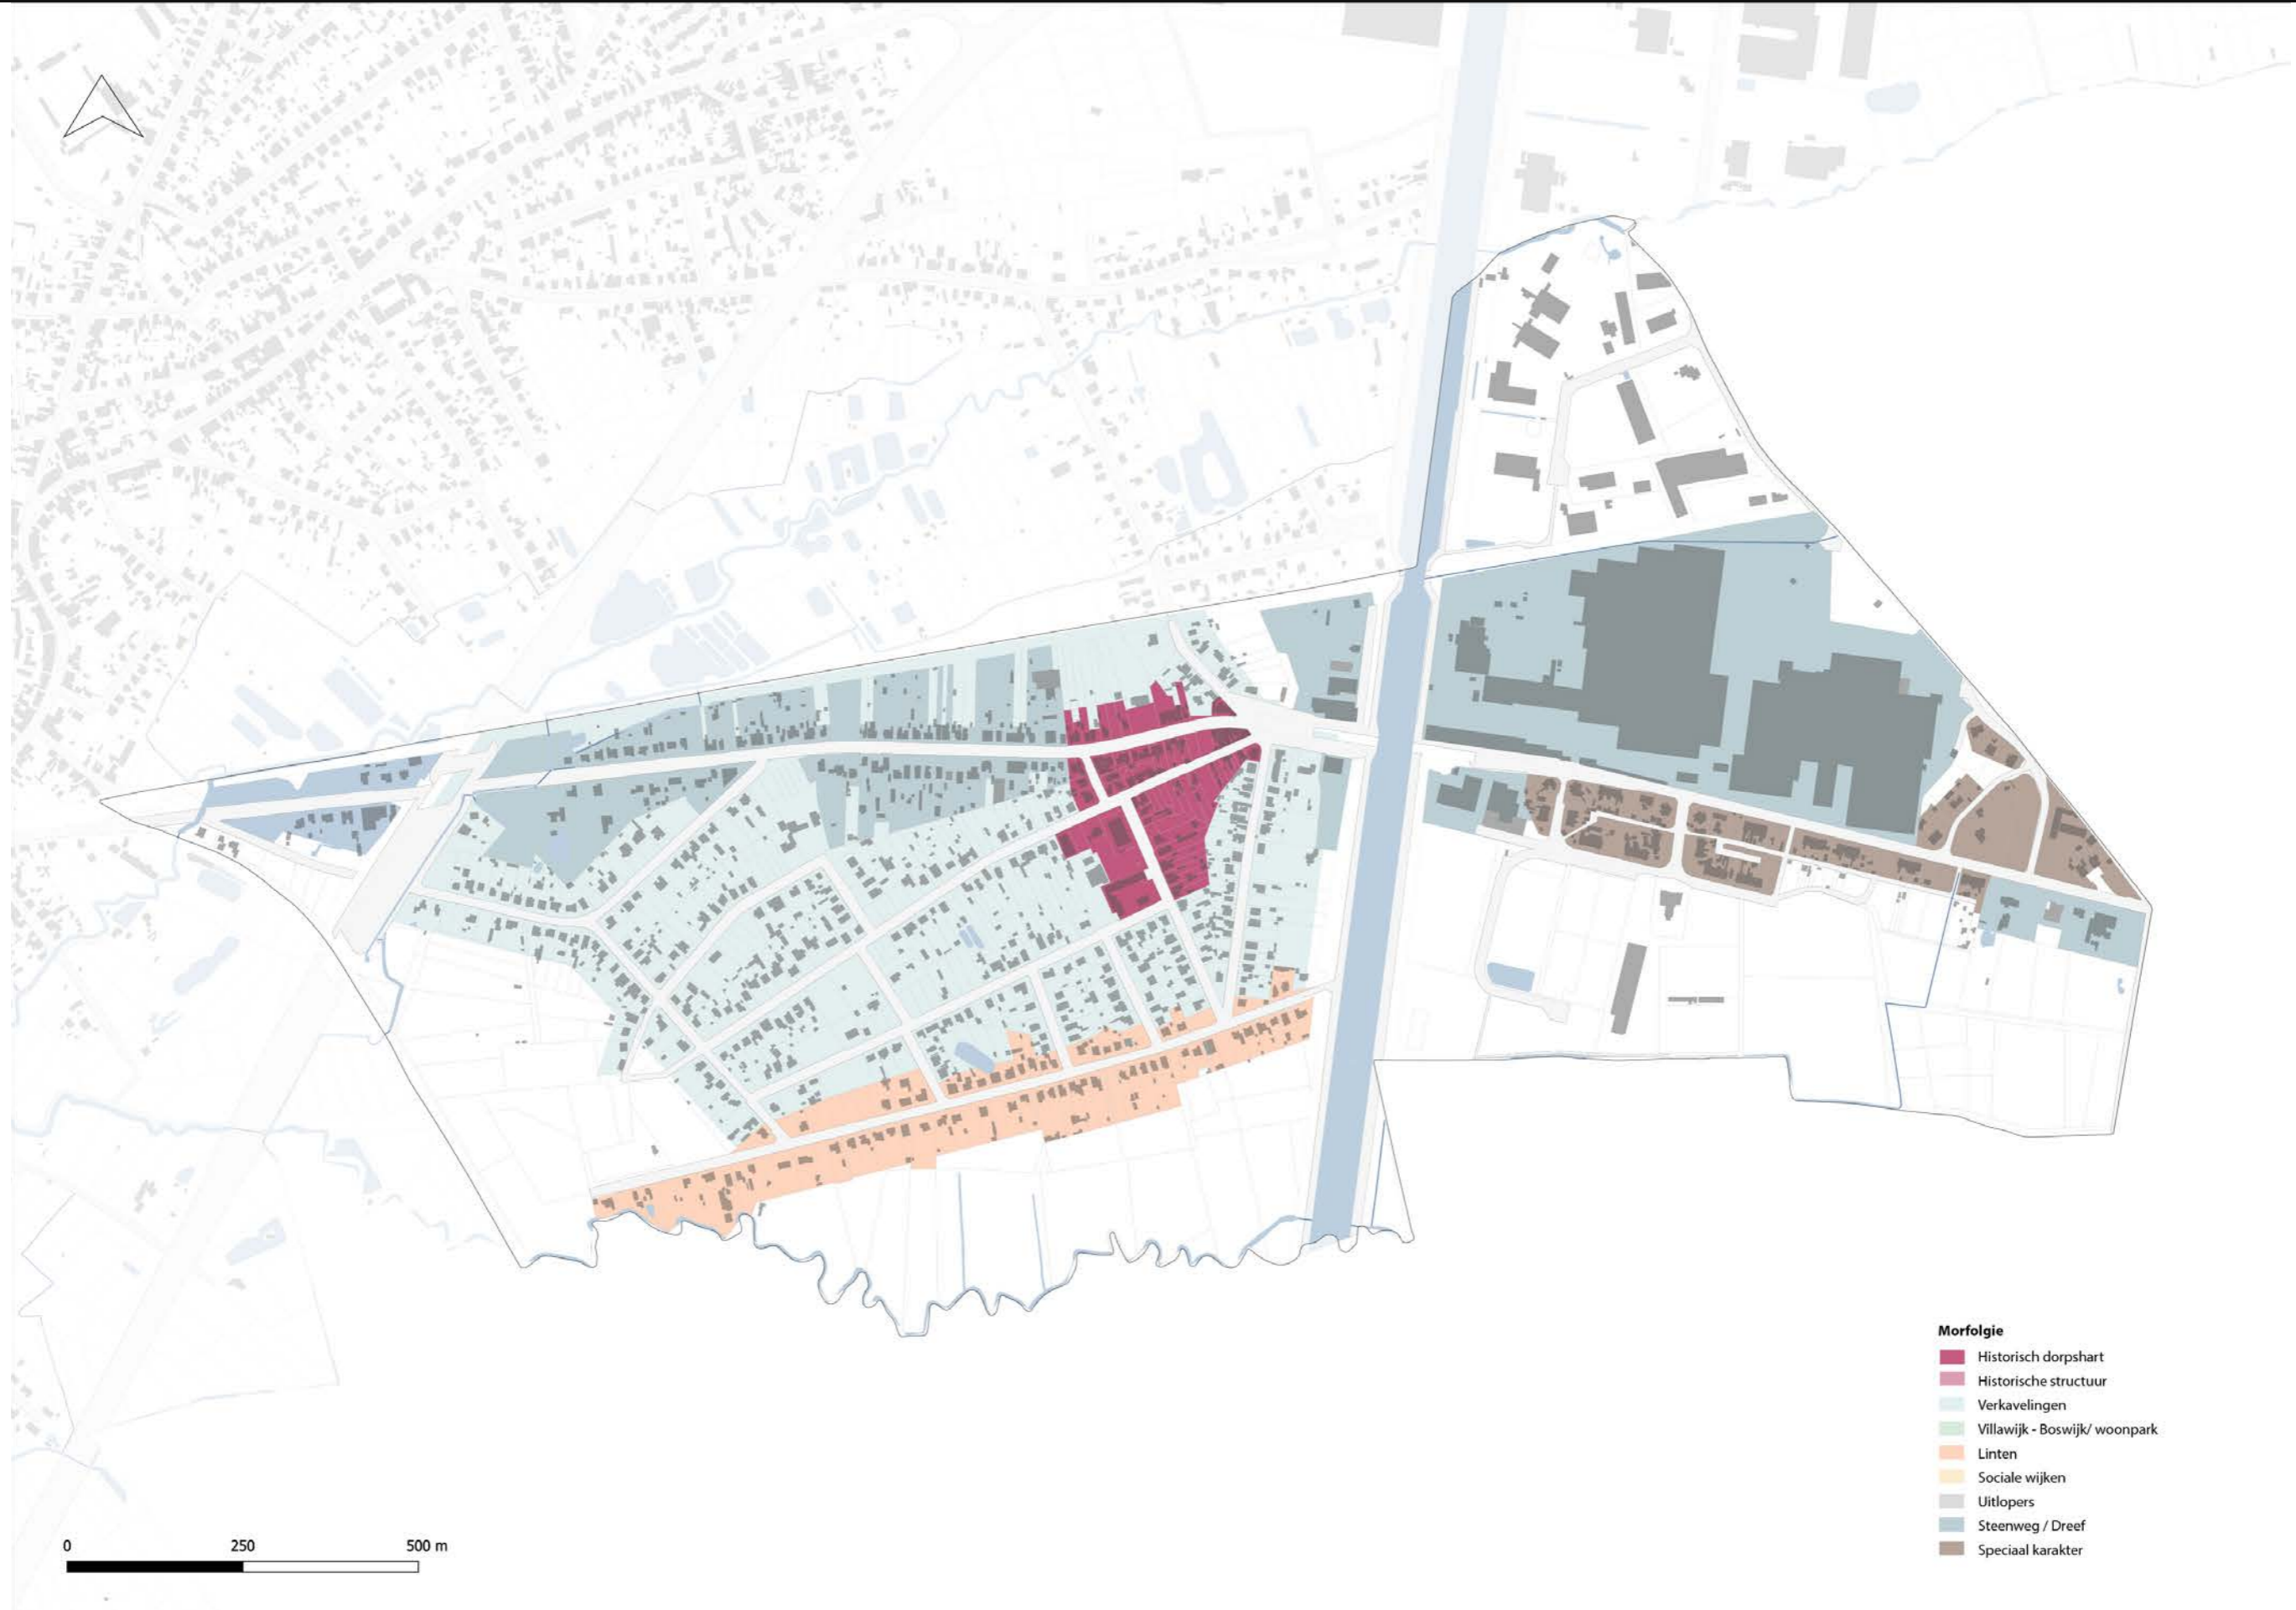 Morfolgie
Historisch dorpshart
Historische structuur
Verkavelingen
Villawijk - Boswijk/ woonpark
Linten
Sociale wijken
Uitlopers
Steenweg / Dreef
Speciaal karakter
0 250 500 m